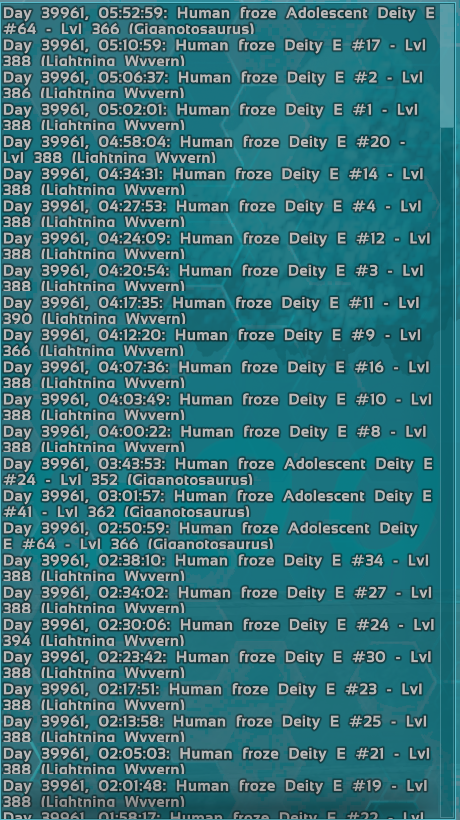 Day 39961, 05:52:59: Human froze Adolescent Deity E
#64 - Lvl 366 (Giganotosaurus)
Day 39961, 05:10:59: Human froze Deity E #17 - Lvl
388 (Lightning Wyvern)
Day 39961, 05:06:37: Human froze Deity E #2 - Lvl
386 (Lightning Wyvern)
Day 39961, 05:02:01: Human froze Deity E #1 - Lvl
388 (Lightning Wyvern)
Day 39961, 04:58:04: Human froze Deity E #20 -
Lvl 388 (Lightning Wyvern)
Day 39961, 04:34:31: Human froze Deity E #14 - Lvl
388 (Lightning Wyvern)
Day 39961, 04:27:53: Human froze Deity E #4 - Lvl
388 (Lightning Wyvern)
Day 39961, 04:24:09: Human froze Deity E #12 - Lvl
388 (Lightning Wyvern)
Day 39961, 04:20:54: Human froze Deity E #3 - Lvl
388 (Lightning Wyvern)
Day 39961, 04:17:35: Human froze Deity E #11 - Lvl
390 (Lightning Wyvern)
Day 39961, 04:12:20: Human froze Deity E #9 - Lvl
366 (Lightning Wyvern)
Day 39961, 04:07:36: Human froze Deity E #16 - Lvl
388 (Lightning Wyvern)
Day 39961, 04:03:49: Human froze Deity E #10 - Lvl
388 (Lightning Wyvern)
Day 39961, 04:00:22: Human froze Deity E #8 - Lvl
388 (Lightning Wyvern)
Day 39961, 03:43:53: Human froze Adolescent Deity E
#24 - Lvl 352 (Giganotosaurus)
Day 39961, 03:01:57: Human froze Adolescent Deity E
#41 - Lvl 362 (Giganotosaurus)
Day 39961, 02:50:59: Human froze Adolescent Deity
E #64 - Lvl 366 (Giganotosaurus)
Day 39961, 02:38:10: Human froze Deity E #34 - Lvl
388 (Lightning Wyvern)
Day 39961, 02:34:02: Human froze Deity E #27 - Lvl
388 (Lightning Wyvern)
Day 39961, 02:30:06: Human froze Deity E #24 - Lvl
394 (Lightning Wyvern)
Day 39961, 02:23:42: Human froze Deity E #30 - Lvl
388 (Lightning Wyvern)
Day 39961, 02:17:51: Human froze Deity E #23 - Lvl
388 (Lightning Wyvern)
Day 39961, 02:13:58: Human froze Deity E #25 - Lvl
388 (Lightning Wyvern)
Day 39961, 02:05:03: Human froze Deity E #21 - Lvl
388 (Lightning Wyvern)
Day 39961, 02:01:48: Human froze Deity E #19 - Lvl
388 (Lightning Wyvern)
Day 39961, 01:58:17: Human froze Deity E #22 - Lvl